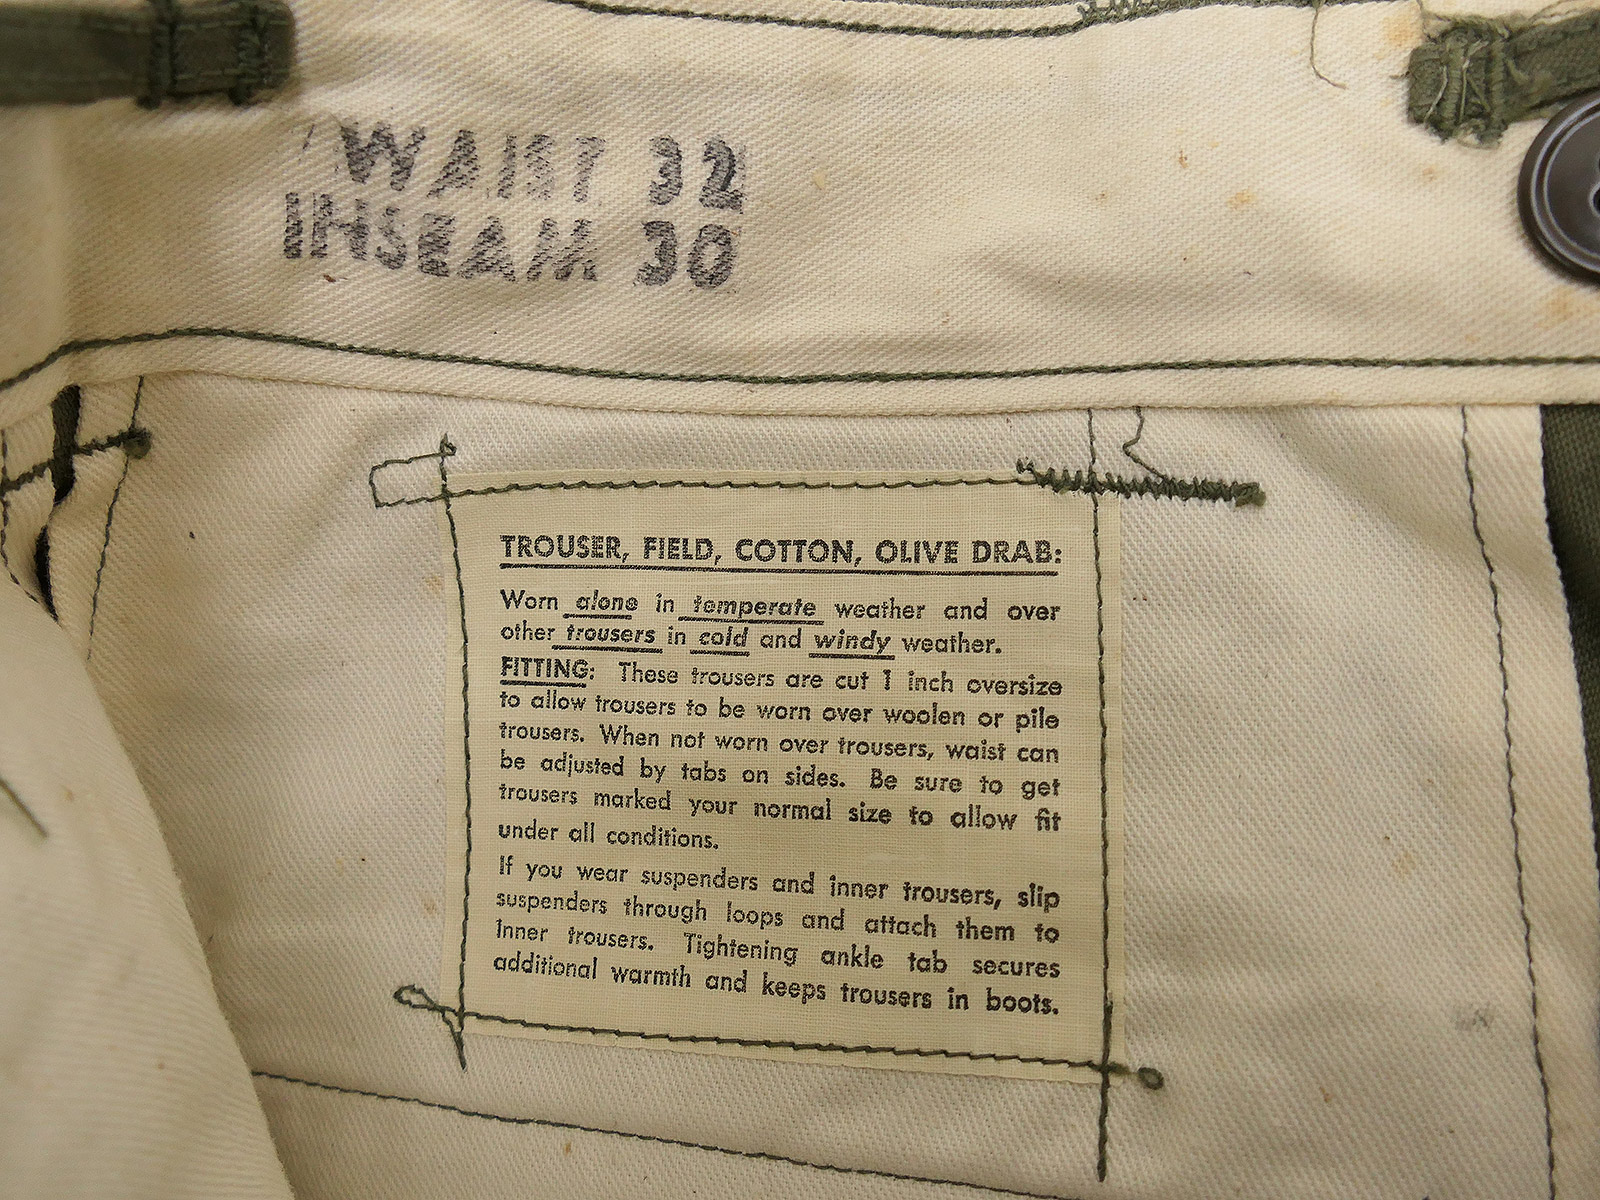 WAIST 32
INSEAM 30
TROUSER, FIELD, COTTON, OLIVE DRAB:
Worn alone in temperate weather and over
other trousers in cold and windy weather.
FITTING: These trousers are cut 1 inch oversize
to allow trousers to be worn over woolen or pile
trousers. When not worn over trousers, waist can
be adjusted by tabs on sides. Be sure to get
trousers marked your normal size to allow fit
under all conditions.
If you wear suspenders and inner trousers, slip
suspenders through loops and attach them to
inner trousers. Tightening ankle tab secures
additional warmth and keeps trousers in boots.